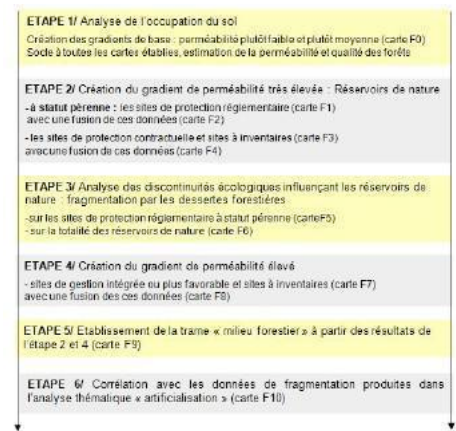 ETAPE 1/ Analyse de l'occupation du sol
Création des gradients de base : perméabilité plutôt faible et plutôt moyenne (carte F0)
Socle à toutes les cartes établies, estimation de la perméabilité et qualité des forêts
ETAPE 2/ Création du gradient de perméabilité très élevée : Réservoirs de nature
-à statut pérenne : les sites de protection réglementaire (carte F1)
avec une fusion de ces données (carte F2)
-les sites de protection contractuelle et sites à inventaires (carte F3)
avecune fusion de ces données (carte F4)
ETAPE 3/ Analyse des discontinuités écologiques influençant les réservoirs de
nature : fragmentation par les dessertes forestières
-sur les sites de protection réglementaire à statut pérenne (carteF5)
-sur la totalité des réservoirs de nature (carte F6)
ETAPE 4/ Création du gradient de perméabilité élevé
- sites de gestion intégrée ou plus favorable et sites à inventaires (carte F7)
avec une fusion des ces données (carte F8)
ETAPE 5/ Etablissement de la trame « milieu forestier » à partir des résultats de
l'étape 2 et 4 (carte F9)
ETAPE 6/ Corrélation avec les données de fragmentation produites dans
l'analyse thématique « artificialisation » (carte F10)